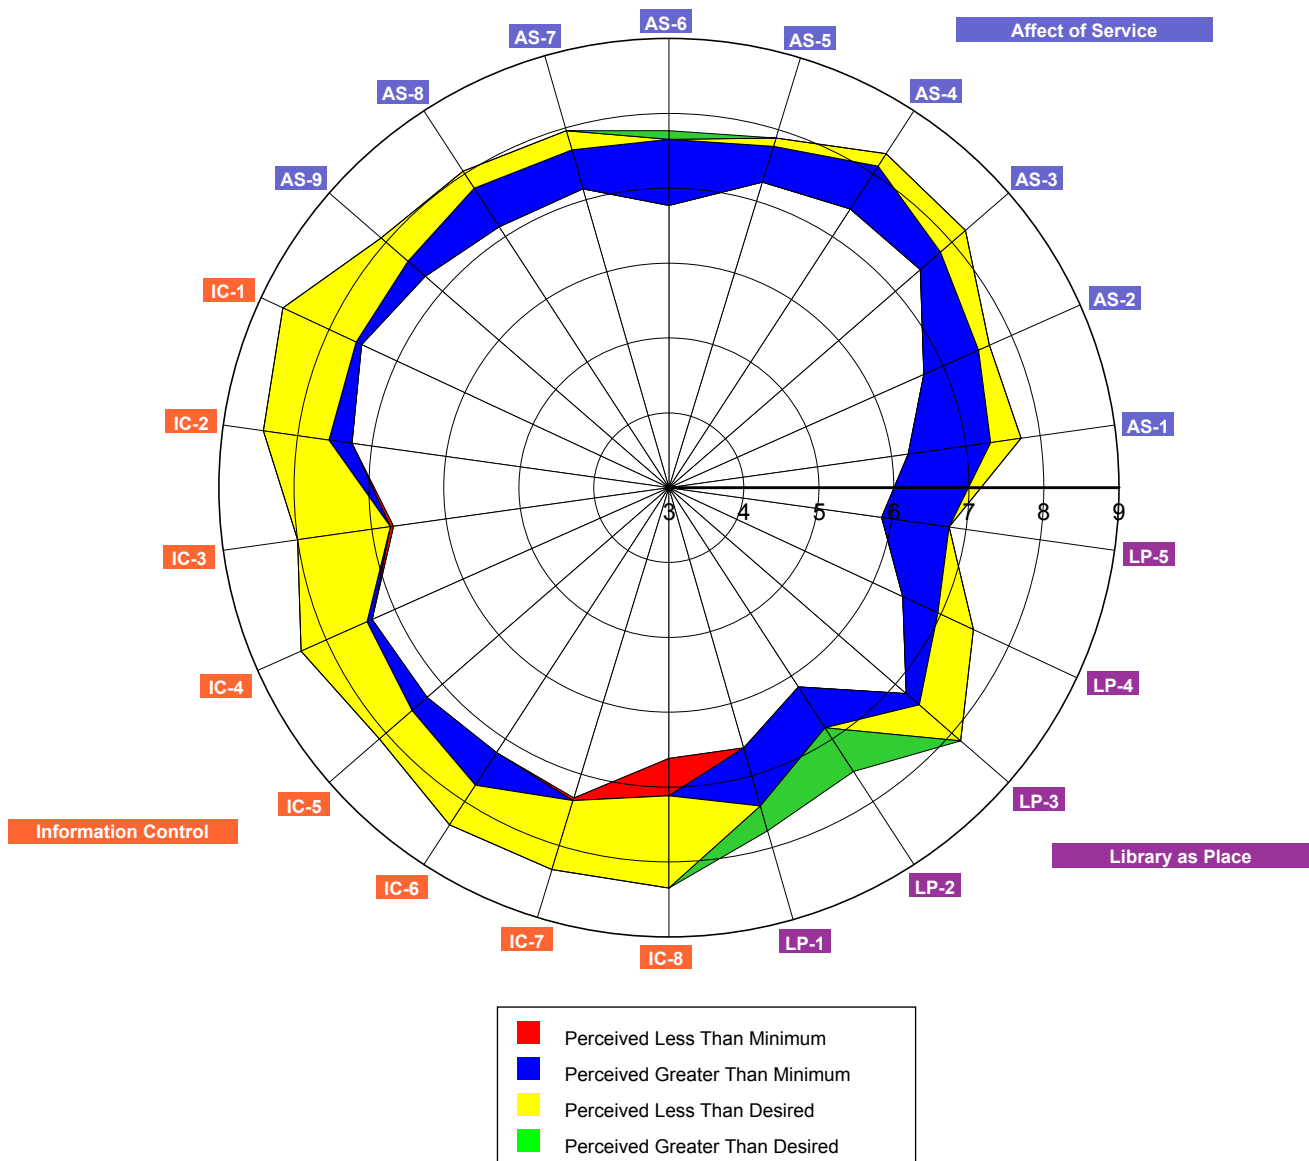 AS-6
Affect of Service
AS-7
AS-5
AS-8
AS-4
AS-9
AS-3
IC-1
AS-2
IC-2
AS-1
3 4 5 6 7 8 9
IC-3
LP-5
IC-4
LP-4
IC-5
LP-3
Information Control
Library as Place
IC-6
LP-2
IC-7
LP-1
IC-8
Perceived Less Than Minimum
Perceived Greater Than Minimum
Perceived Less Than Desired
Perceived Greater Than Desired